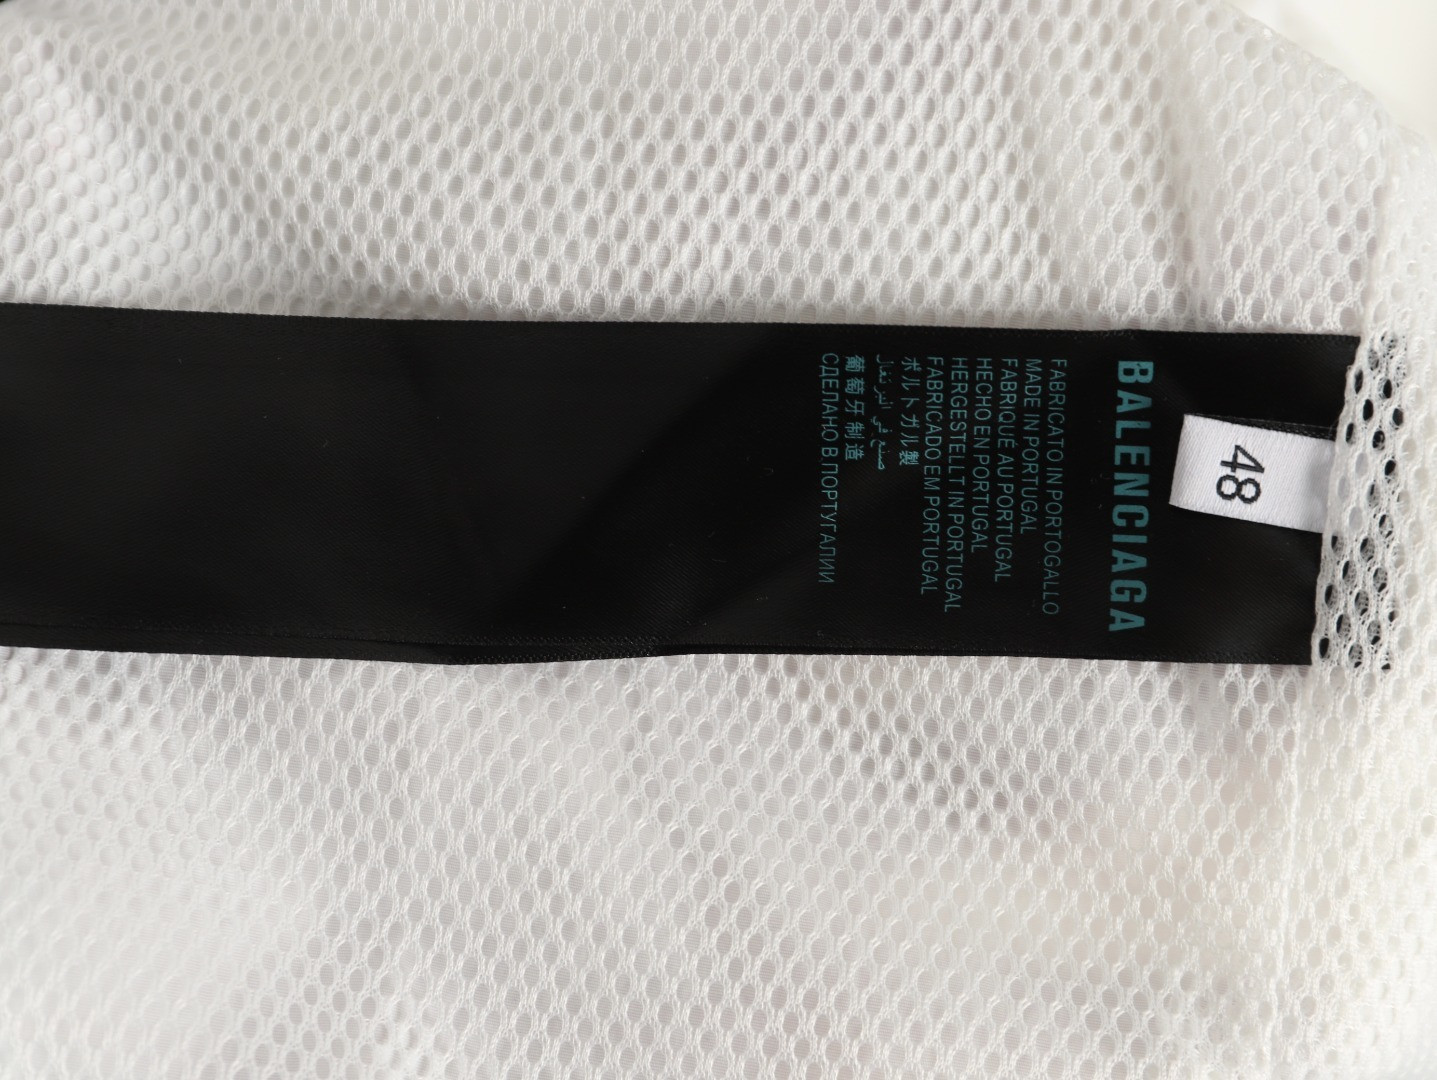 48
BALENCIAGA
FABRICATO IN PORTOGALLO
MADE IN PORTUGAL
FABRIQUÉ AU PORTUGAL
HECHO EN PORTUGAL
HERGESTELLT IN PORTUGAL
FABRICADO EM PORTUGAL
ポルトガル製
صنع في البرتغال
葡萄牙制造
СДЕЛАНО В ПОРТУГАЛИИ